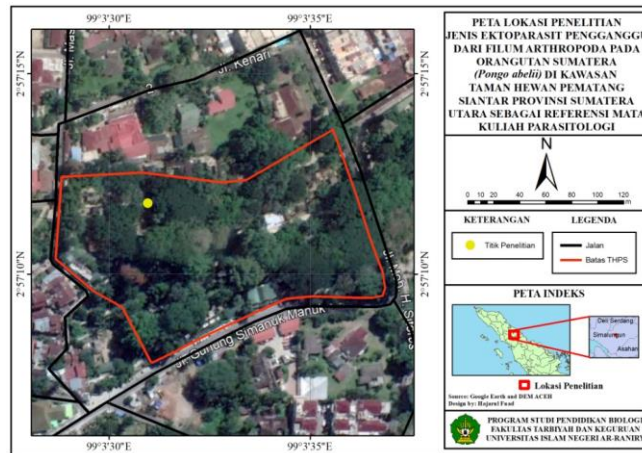 99°3'30"E
99°3'35"E
2°57'15"N
2°57'15"N
2°57'10"N
2°57'10"N
Jl. Kenari
Jl. Gunung Simanuk Manuk
99°3'30"E
99°3'35"E
PETA LOKASI PENELITIAN
JENIS EKTOPARASIT PENGGANGGU
DARI FILUM ARTHROPODA PADA
ORANGUTAN SUMATERA
(Pongo abelii) DI KAWASAN
TAMAN HEWAN PEMATANG
SIANTAR PROVINSI SUMATERA
UTARA SEBAGAI REFERENSI MATA
KULIAH PARASITOLOGI
N
0 10 20 40 60 80 100 120
m
KETERANGAN
Titik Penelitian
LEGENDA
Jalan
Batas THPS
PETA INDEKS
Deli Serdang
Simalungun
Asahan
Lokasi Penelitian
Source: Google Earth and DEM ACEH
Design by: Hajarul Fuad
PROGRAM STUDI PENDIDIKAN BIOLOGI
FAKULTAS TARBIYAH DAN KEGURUAN
UNIVERSITAS ISLAM NEGERI AR-RANIRY